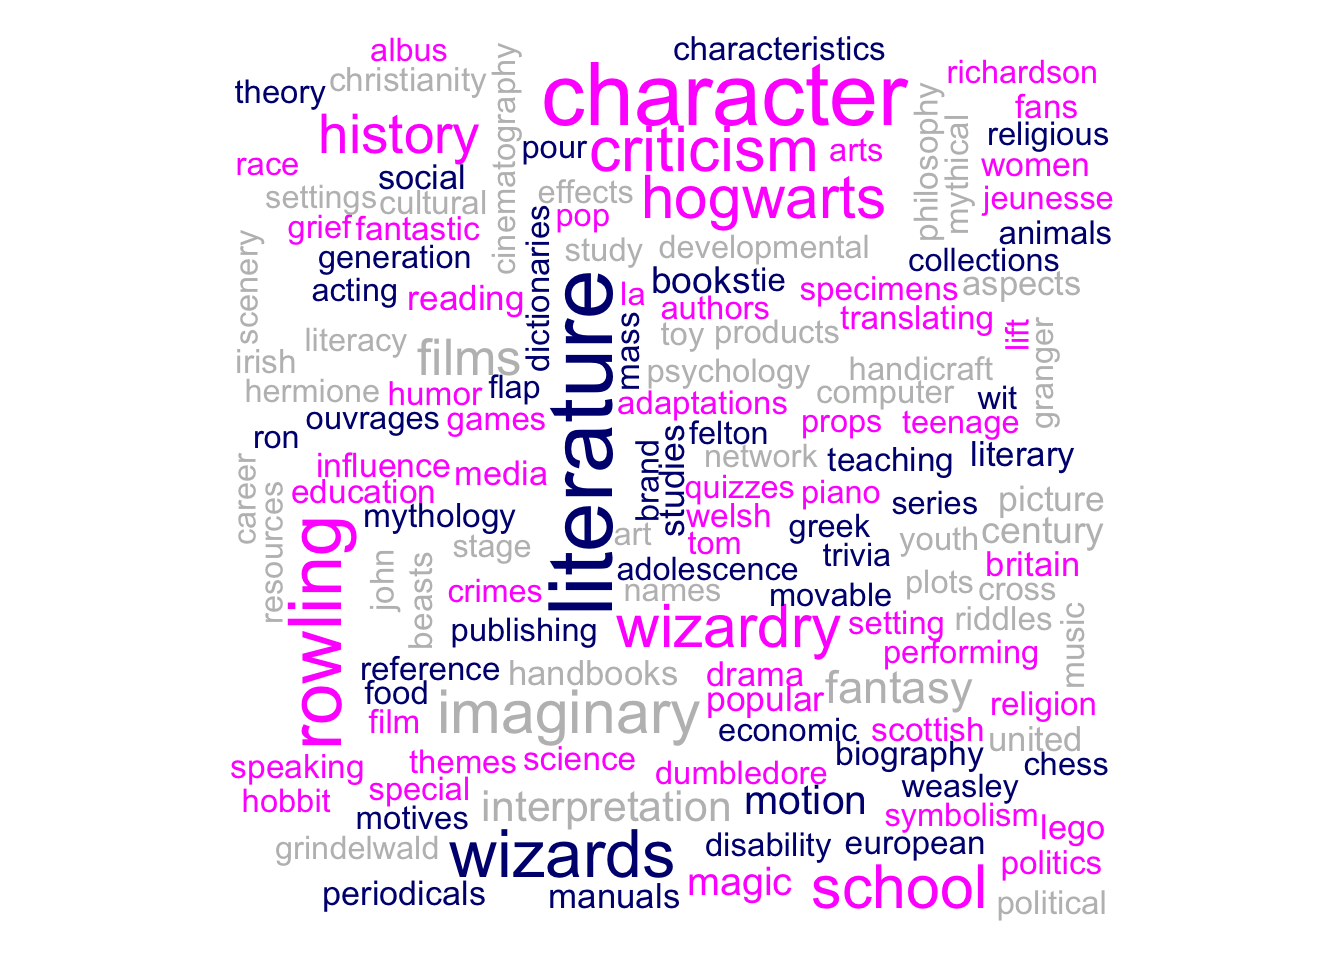 albus
characteristics
theory
christianity
cinematography
character
richardson
fans
history
philosophy
mythical
religious
pour
criticism
arts
race
social
women
settings
cultural
effects
hogwarts
jeunesse
grief
fantastic
pop
animals
scenery
generation
dictionaries
study
developmental
collections
acting
reading
literature
la
books
tie
specimens
aspects
authors
translating
lift
literacy
films
mass
toy
products
irish
psychology
handicraft
granger
hermione
humor
flap
adaptations
computer
wit
ouvrages
games
props
teenage
ron
felton
influence
media
brand
studies
network
teaching
literary
career
education
quizzes
piano
series
picture
resources
mythology
welsh
greek
century
rowling
stage
art
tom
trivia
youth
john
beasts
adolescence
britain
crimes
names
movable
plots
cross
publishing
wizardry
setting
riddles
music
performing
reference
handbooks
drama
food
imaginary
popular
fantasy
religion
film
economic
scottish
united
speaking
themes
science
dumbledore
biography
chess
hobbit
special
interpretation
motion
weasley
motives
symbolism
lego
grindelwald
wizards
disability
european
politics
periodicals
manuals
magic
school
political